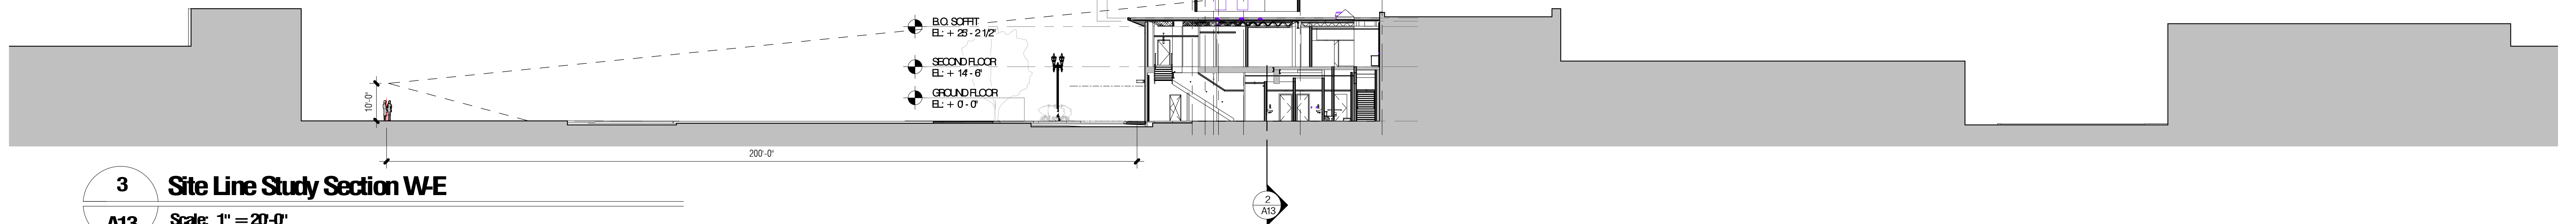 B.O. SOFFIT
EL: + 25' - 2 1/2"
SECOND FLOOR
EL: + 14' - 6"
GROUND FLOOR
EL: + 0' - 0"
10'-0"
200'-0"
3
Site Line Study Section W-E
A13
Scale: 1" = 20'-0"
2
A13